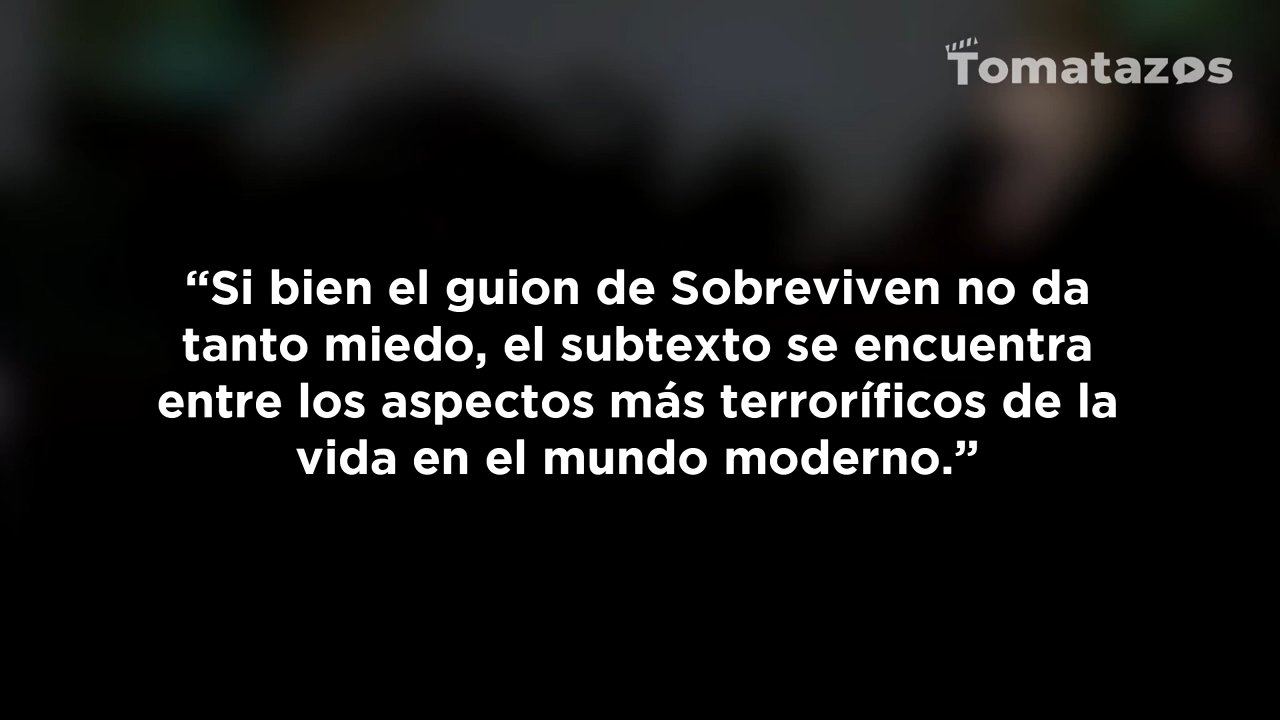 Tomatazos
“Si bien el guion de Sobreviven no da
tanto miedo, el subtexto se encuentra
entre los aspectos más terroríficos de la
vida en el mundo moderno.”